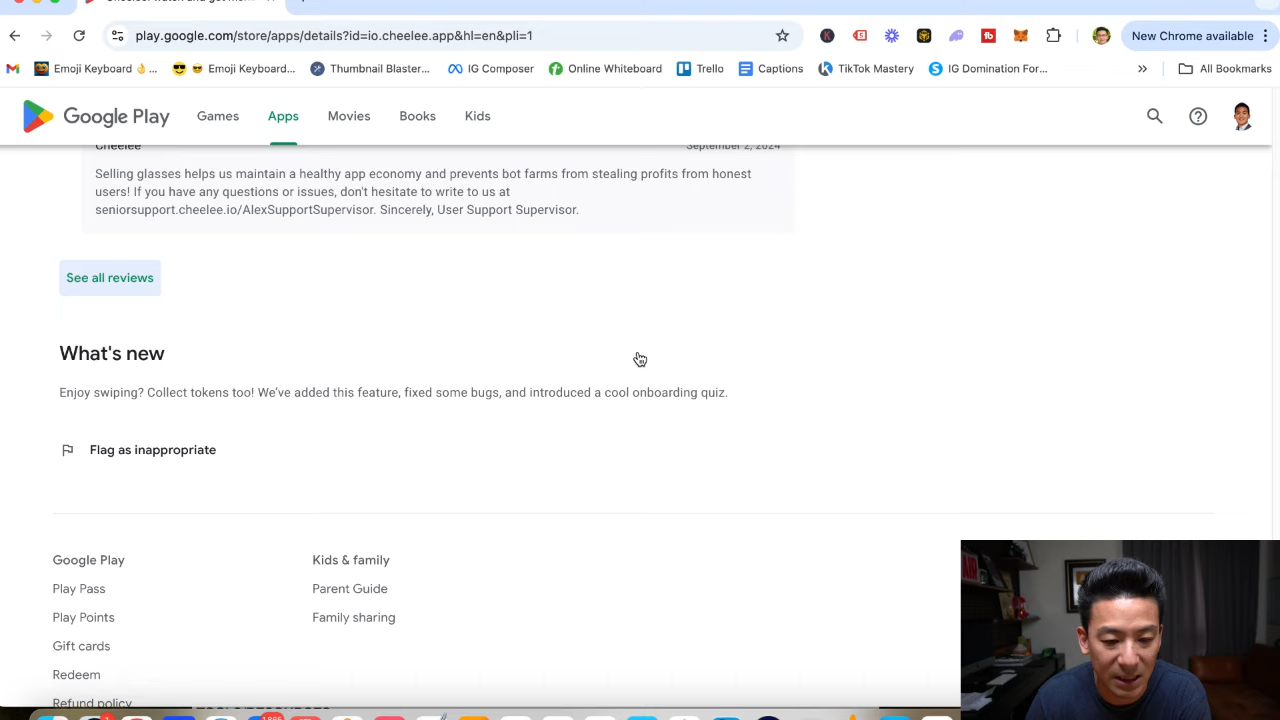 play.google.com/store/apps/details?id=io.chelee.app&hl=en&pli=1
New Chrome available
Emoji Keyboard 👌 ...
😎 Emoji Keyboard...
Thumbnail Blaster...
IG Composer
Online Whiteboard
Trello
Captions
TikTok Mastery
IG Domination For...
All Bookmarks
Google Play
Games
Apps
Movies
Books
Kids
Cheelee
September 2, 2024
Selling glasses helps us maintain a healthy app economy and prevents bot farms from stealing profits from honest
users! If you have any questions or issues, don't hesitate to write to us at
seniorsupport.cheelee.io/AlexSupportSupervisor. Sincerely, User Support Supervisor.
See all reviews
What's new
Enjoy swiping? Collect tokens too! We've added this feature, fixed some bugs, and introduced a cool onboarding quiz.
Flag as inappropriate
Google Play
Play Pass
Play Points
Gift cards
Redeem
Refund policy
Kids & family
Parent Guide
Family sharing